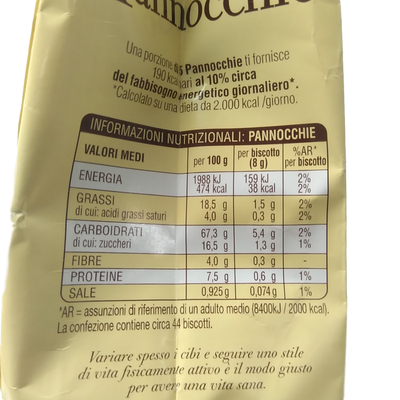 Pannocchie
Una porzione di 5 Pannocchie ti fornisce
190 kcal pari al 10% circa
del fabbisogno energetico giornaliero*.
*Calcolato su una dieta da 2.000 kcal /giorno.
INFORMAZIONI NUTRIZIONALI: PANNOCCHIE
VALORI MEDI per 100 g per biscotto (8 g) %AR* per biscotto
ENERGIA 1988 kJ 159 kJ 2%
474 kcal 38 kcal 2%
GRASSI 18,5 g 1,5 g 2%
di cui: acidi grassi saturi 4,0 g 0,3 g 2%
CARBOIDRATI 67,3 g 5,4 g 2%
di cui: zuccheri 16,5 g 1,3 g 1%
FIBRE 4,0 g 0,3 g -
PROTEINE 7,5 g 0,6 g 1%
SALE 0,925 g 0,074 g 1%
*AR = assunzioni di riferimento di un adulto medio (8400kJ / 2000 kcal).
La confezione contiene circa 44 biscotti.
Variare spesso i cibi e seguire uno stile
di vita fisicamente attivo è il modo giusto
per avere una vita sana.